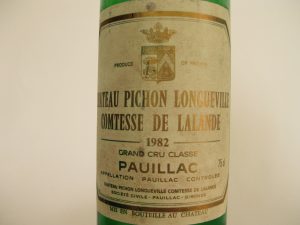 PRODUCE OF FRANCE
CHATEAU PICHON LONGUEVILLE
COMTESSE DE LALANDE
1982
GRAND CRU CLASSÉ
PAUILLAC 75cl
APPELLATION PAUILLAC CONTROLÉE
CHATEAU PICHON LONGUEVILLE COMTESSE DE LALANDE
SOCIÉTÉ CIVILE - PAUILLAC - GIRONDE
MIS EN BOUTEILLE AU CHATEAU